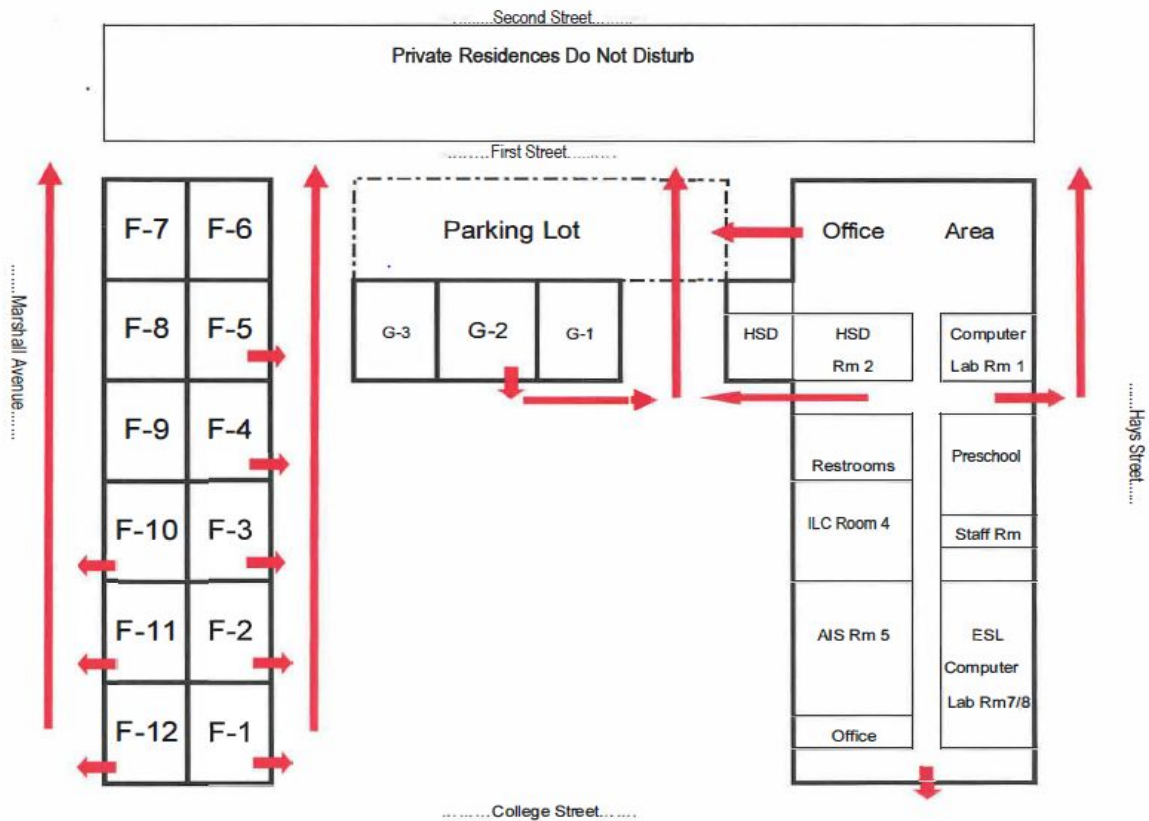 .........Second Street.........
Private Residences Do Not Disturb
.........First Street.........
F-7 F-6
Parking Lot
Office Area
F-8 F-5
G-3 G-2 G-1
HSD
HSD
Rm 2
Computer
Lab Rm 1
........Marshall Avenue.......
.......Hays Street.....
F-9 F-4
Restrooms
Preschool
F-10 F-3
ILC Room 4
Staff Rm
F-11 F-2
AIS Rm 5
ESL
Computer
Lab Rm7/8
F-12 F-1
Office
.........College Street.......